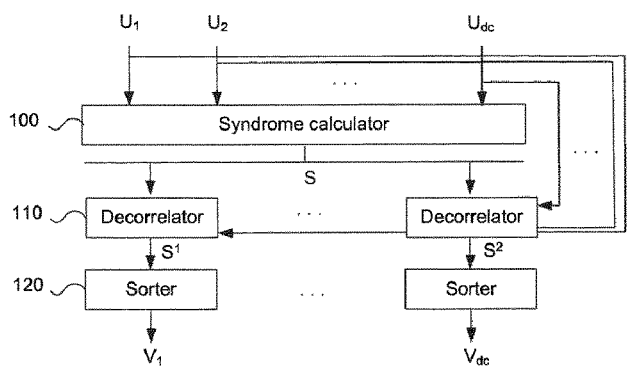 U1 U2 Udc
. . .
100 Syndrome calculator
. . .
S
110 Decorrelator . . . Decorrelator
S1 S2
120 Sorter . . . Sorter
V1 Vdc